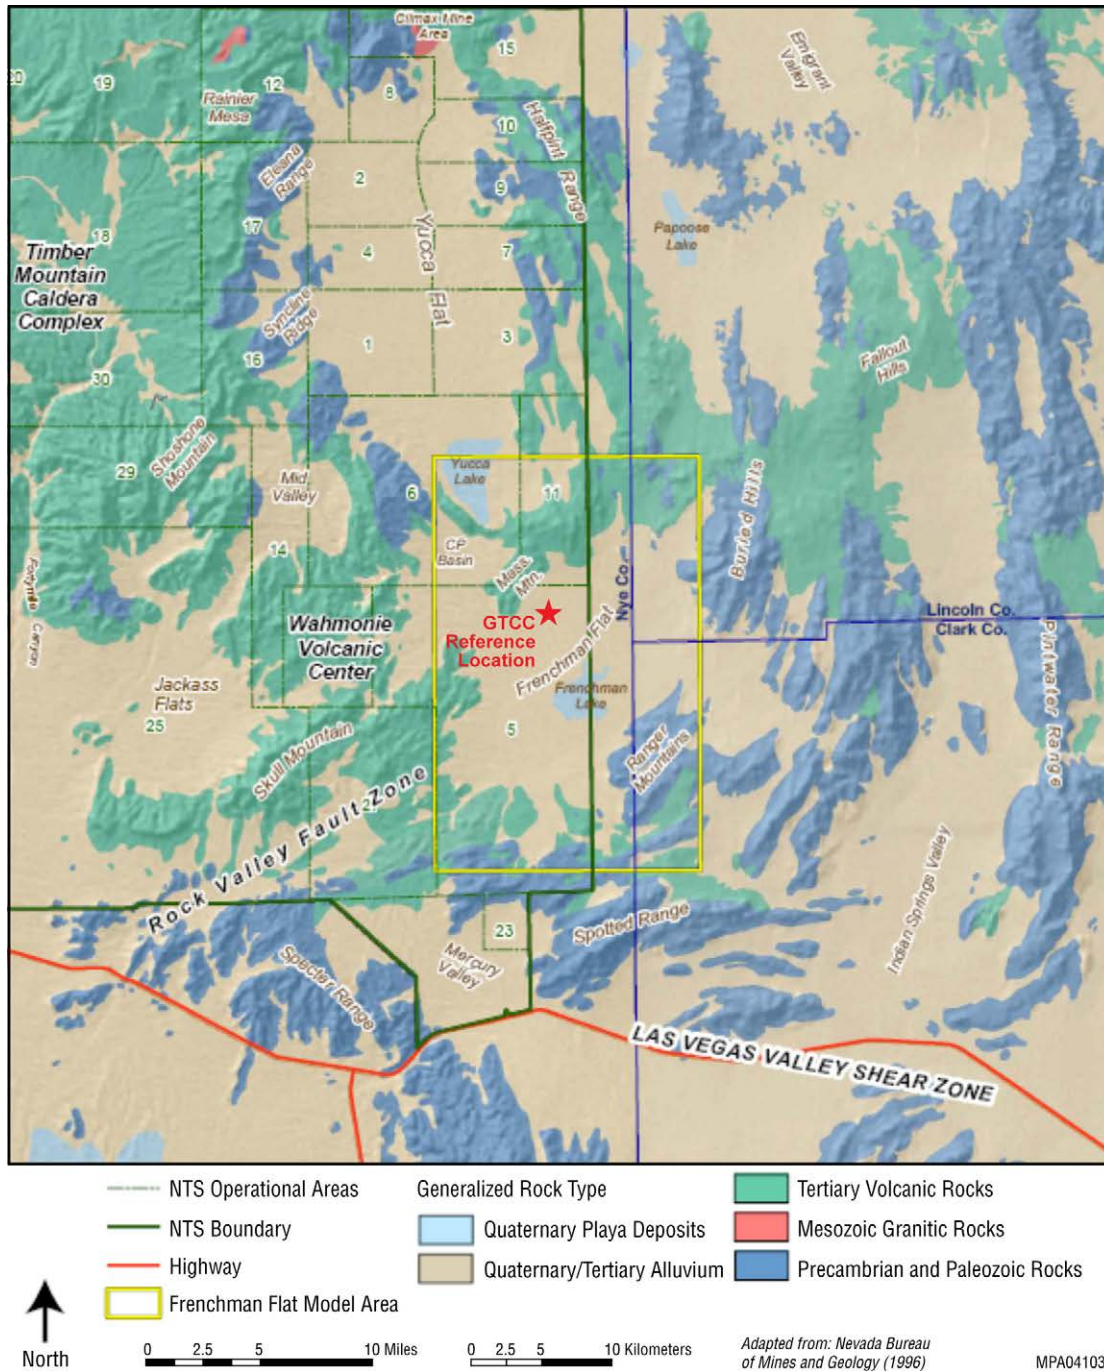 Climax Mine
Area
15
Emigrant
Valley
20
19
12
8
Rainier
Mesa
10
Halfpint Range
Eleana
Range
2
9
17
18
Yucca Flat
4
7
Papoose
Lake
Timber
Mountain
Caldera
Complex
Syncline
Ridge
1
3
16
30
Fallout
Hills
Shoshone
Mountain
29
Mid
Valley
Yucca
Lake
6
11
Buried Hills
14
CP
Basin
Mass.
Mtn.
Nye Co.
Fortymile Canyon
Wahmonie
Volcanic
Center
GTCC
Reference
Location
Frenchman Flat
Lincoln Co.
Clark Co.
Pintwater Range
Jackass
Flats
25
Frenchman
Lake
5
Ranger
Mountains
Skull Mountain
Rock Valley Fault Zone
Indian Springs Valley
23
Spotted Range
Mercury
Valley
Specter Range
LAS VEGAS VALLEY SHEAR ZONE
NTS Operational Areas
NTS Boundary
Highway
Frenchman Flat Model Area
Generalized Rock Type
Quaternary Playa Deposits
Quaternary/Tertiary Alluvium
Tertiary Volcanic Rocks
Mesozoic Granitic Rocks
Precambrian and Paleozoic Rocks
North
0 2.5 5 10 Miles
0 2.5 5 10 Kilometers
Adapted from: Nevada Bureau
of Mines and Geology (1996)
MPA04103